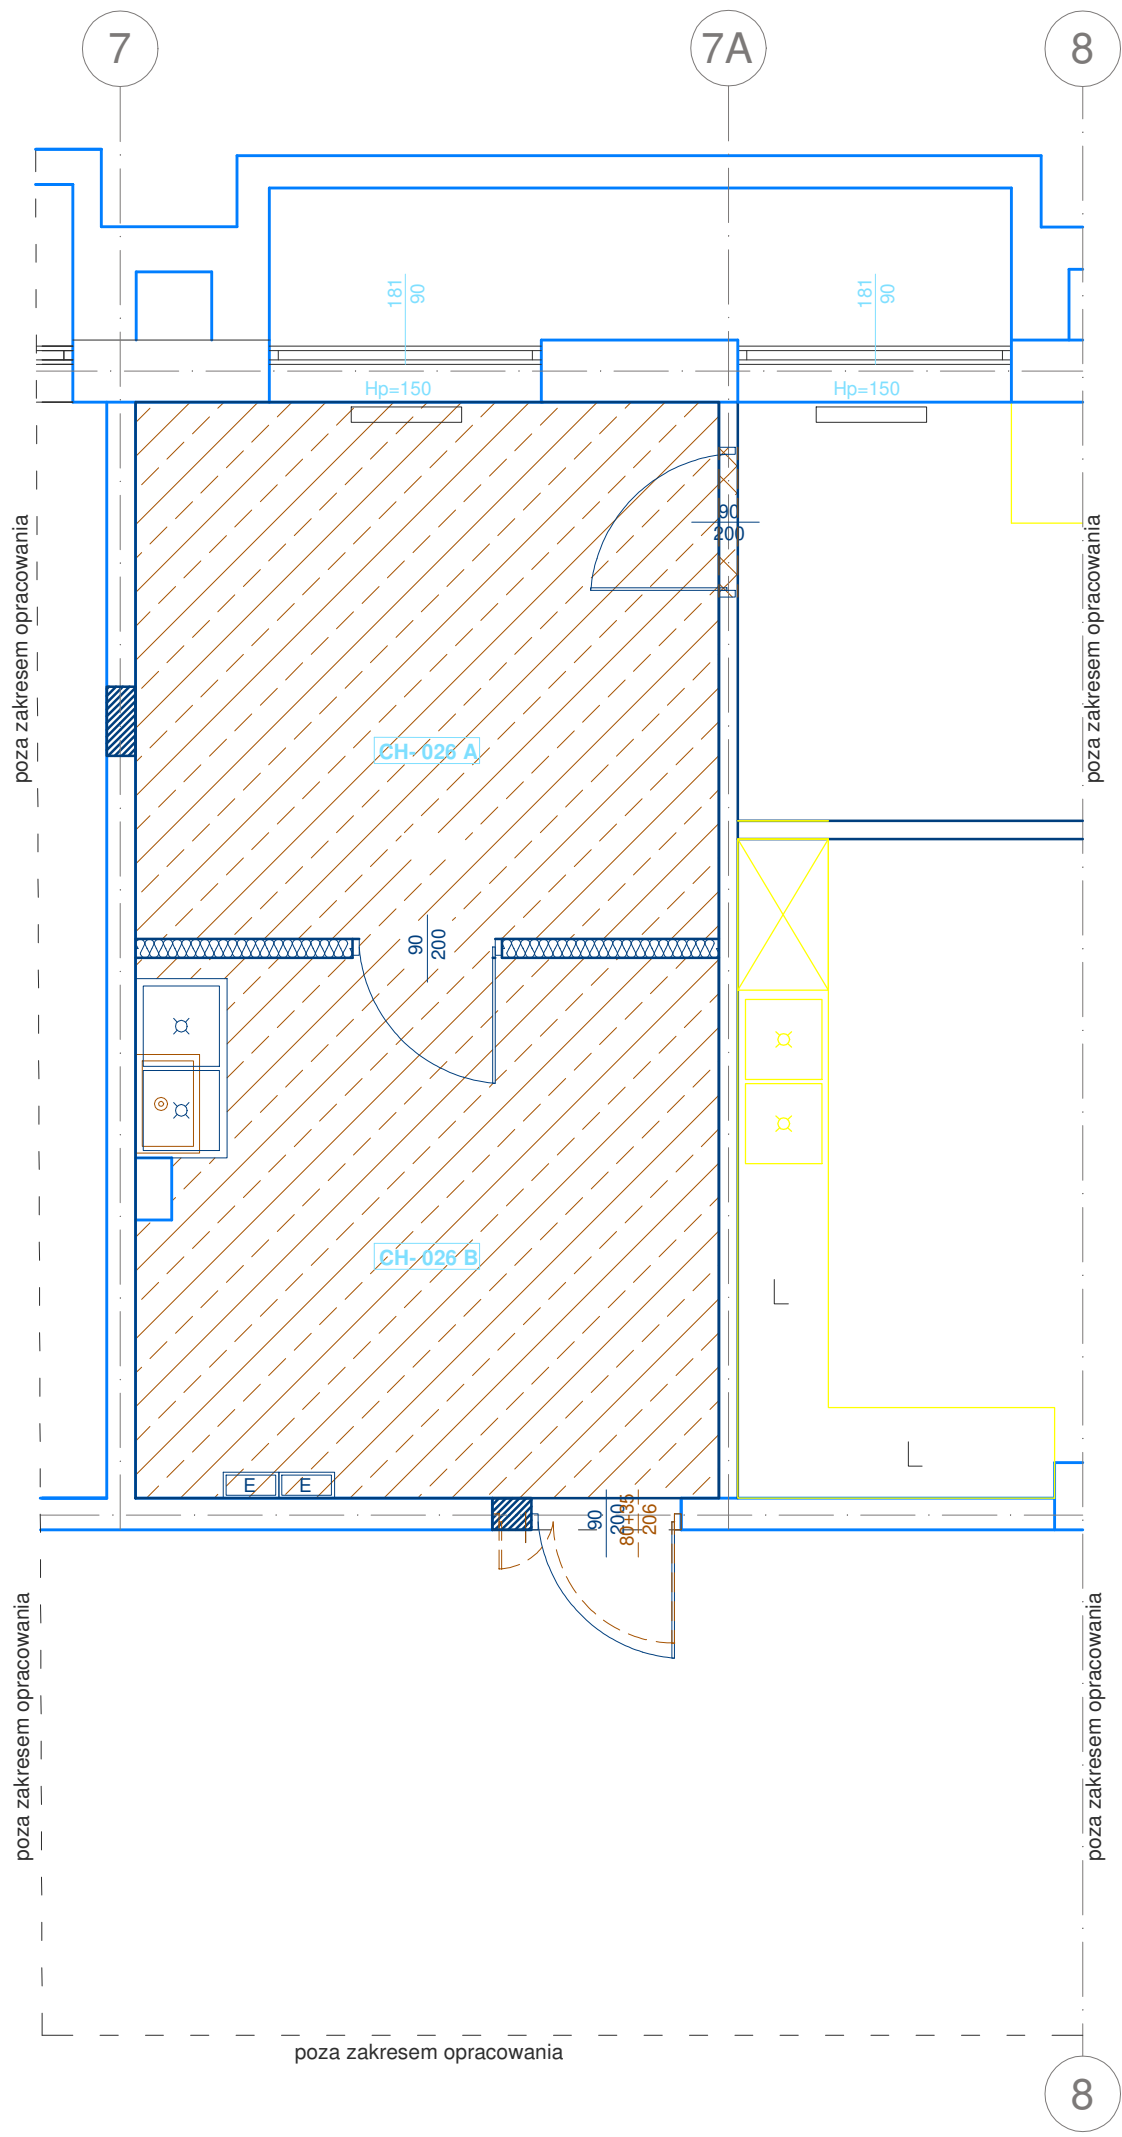 7
7A
8
181
90
181
90
Hp=150
Hp=150
poza zakresem opracowania
poza zakresem opracowania
90
200
CH- 026 A
90
200
CH- 026 B
L
L
E
E
90
200
80+35
206
poza zakresem opracowania
poza zakresem opracowania
poza zakresem opracowania
8